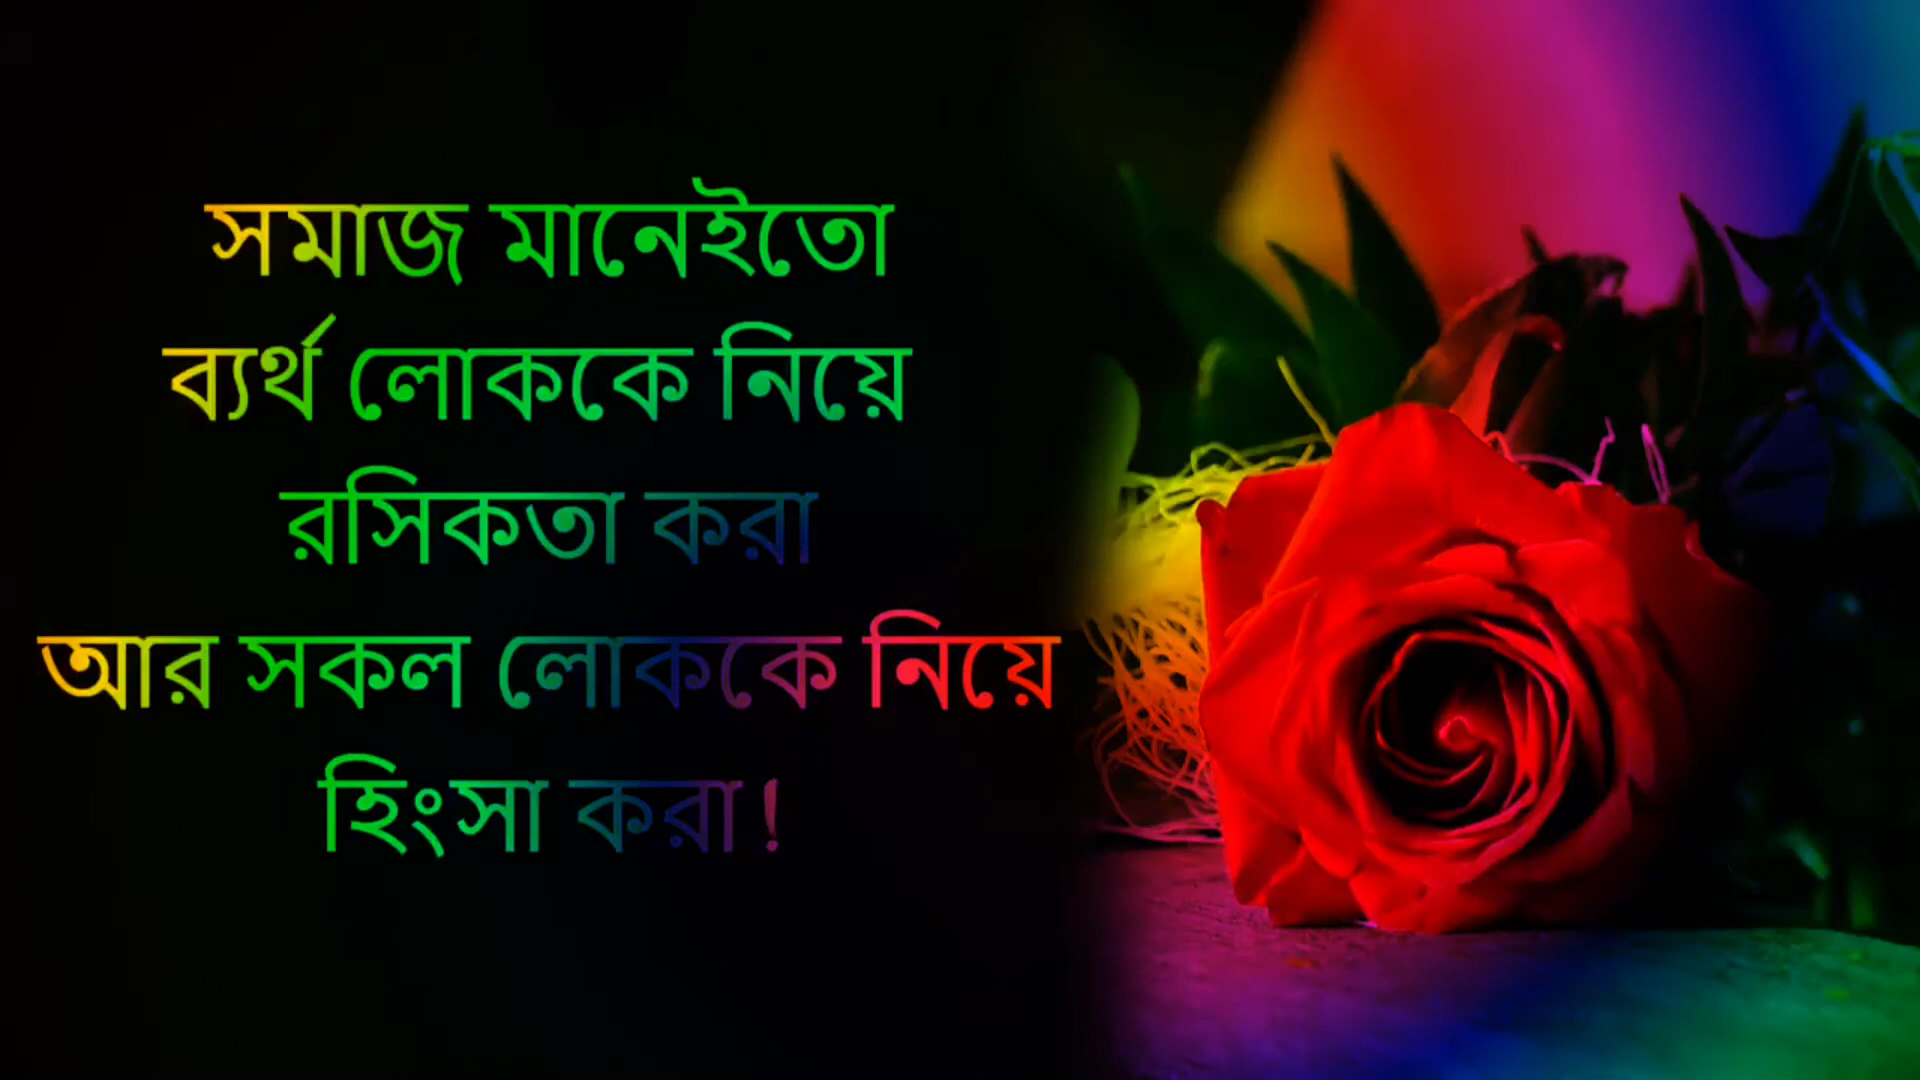 সমাজ মানেইতো
ব্যর্থ লোককে নিয়ে
রসিকতা করা
আর সকল লোককে নিয়ে
হিংসা করা!